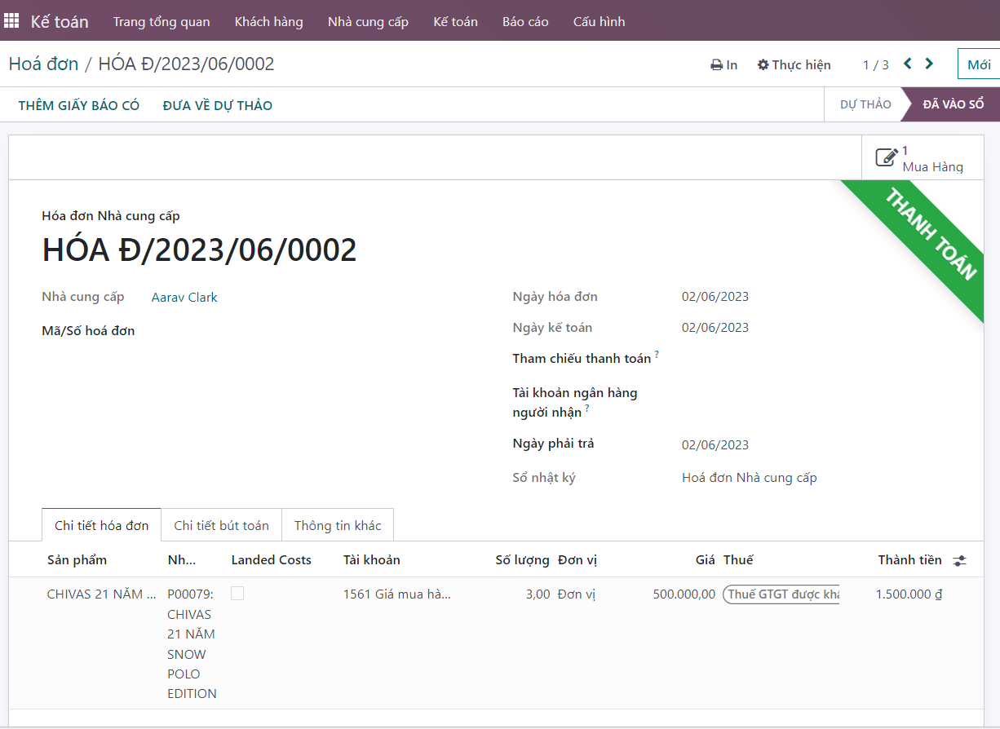 Kế toán Trang tổng quan Khách hàng Nhà cung cấp Kế toán Báo cáo Cấu hình
Hoá đơn / HÓA Đ/2023/06/0002 In Thực hiện 1 / 3 Mới
THÊM GIẤY BÁO CÓ ĐƯA VỀ DỰ THẢO DỰ THẢO ĐÃ VÀO SỔ
1
Mua Hàng
THANH TOÁN
Hóa đơn Nhà cung cấp
HÓA Đ/2023/06/0002
Nhà cung cấp Aarav Clark
Mã/Số hoá đơn
Ngày hóa đơn 02/06/2023
Ngày kế toán 02/06/2023
Tham chiếu thanh toán ?
Tài khoản ngân hàng
người nhận ?
Ngày phải trả 02/06/2023
Sổ nhật ký Hoá đơn Nhà cung cấp
Chi tiết hóa đơn Chi tiết bút toán Thông tin khác
Sản phẩm Nh... Landed Costs Tài khoản Số lượng Đơn vị Giá Thuế Thành tiền
CHIVAS 21 NĂM ... P00079: 1561 Giá mua hà... 3,00 Đơn vị 500.000,00 Thuế GTGT được khấ 1.500.000 ₫
CHIVAS
21 NĂM
SNOW
POLO
EDITION